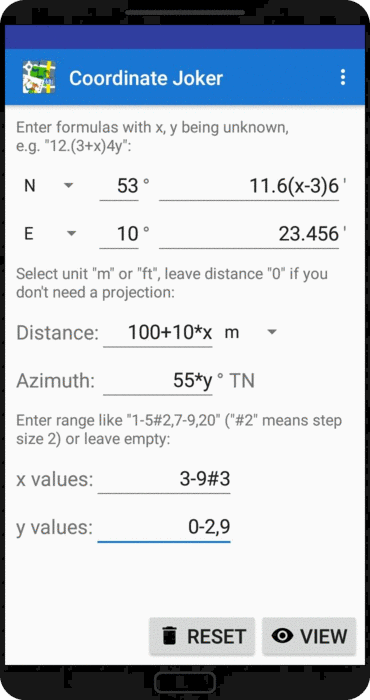 Coordinate Joker
Enter formulas with x, y being unknown,
e.g. "12.(3+x)4y":
N 53 ° 11.6(x-3)6 '
E 10 ° 23.456 '
Select unit "m" or "ft", leave distance "0" if you
don't need a projection:
Distance: 100+10*x m
Azimuth: 55*y ° TN
Enter range like "1-5#2,7-9,20" ("#2" means step
size 2) or leave empty:
x values: 3-9#3
y values: 0-2,9
RESET VIEW